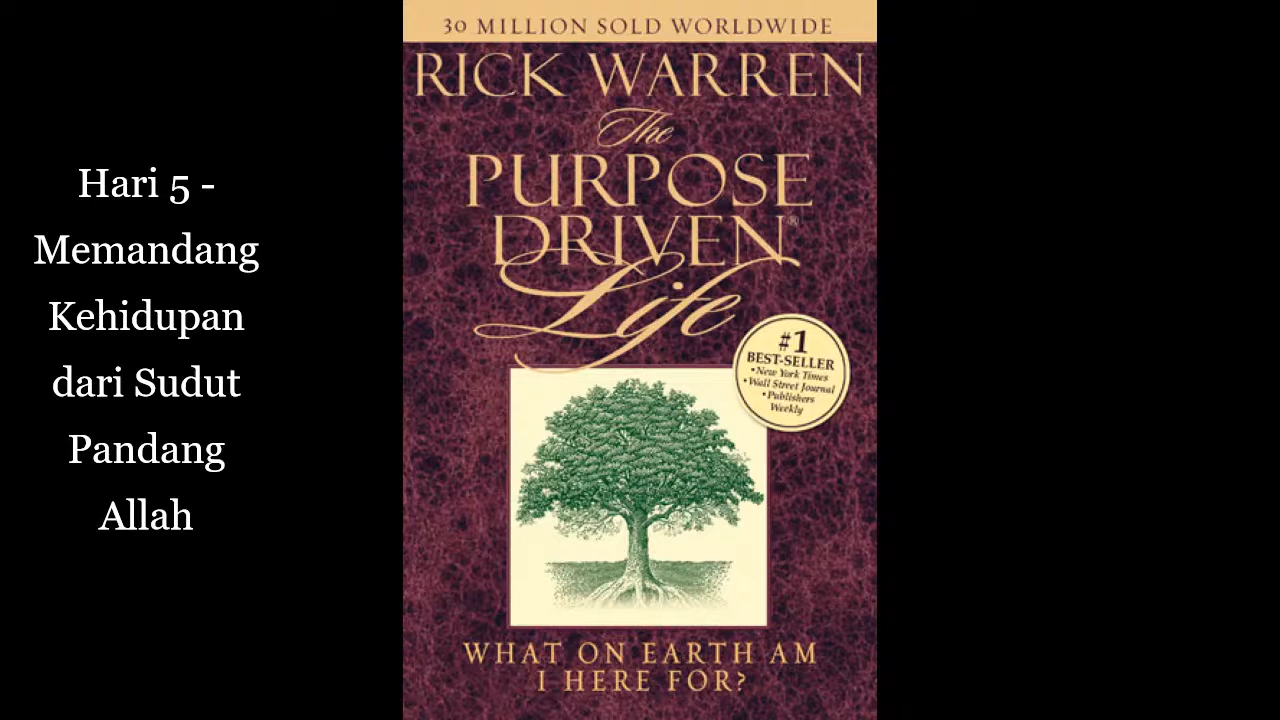 Hari 5 -
Memandang
Kehidupan
dari Sudut
Pandang
Allah
30 MILLION SOLD WORLDWIDE
RICK WARREN
The
PURPOSE
DRIVEN®
Life
#1
BEST-SELLER
•New York Times
•Wall Street Journal
•Publishers
Weekly
WHAT ON EARTH AM
I HERE FOR?